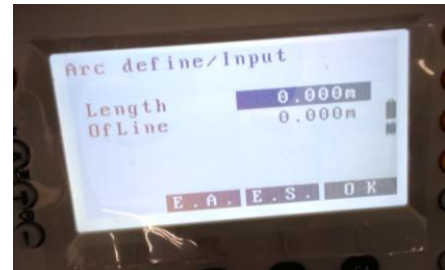 Arc define/Input
Length 0.000m
OfLine 0.000m
E.A. E.S. OK